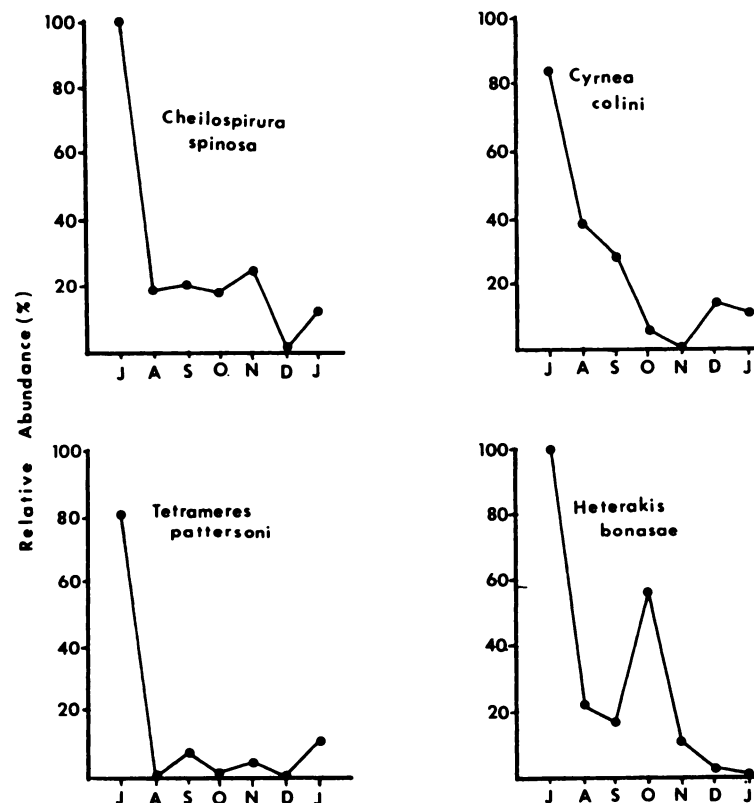 Relative Abundance (%)
100
80
60
40
20
Cheilospirura
spinosa
J A S O. N D J
100
80
60
40
20
Cyrnea
colini
J A S O N D J
100
80
60
40
20
Tetrameres
pattersoni
J A S O N D J
100
80
60
40
20
Heterakis
bonasae
J A S O N D J